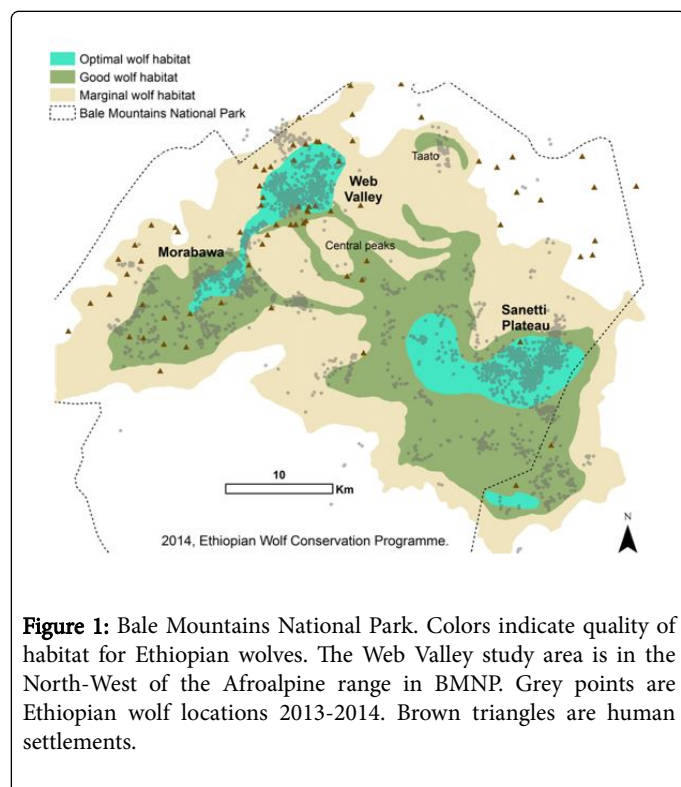 Optimal wolf habitat
Good wolf habitat
Marginal wolf habitat
Bale Mountains National Park
Taato
Web
Valley
Central peaks
Morabawa
Sanetti
Plateau
10
Km
N
2014, Ethiopian Wolf Conservation Programme.
Figure 1: Bale Mountains National Park. Colors indicate quality of
habitat for Ethiopian wolves. The Web Valley study area is in the
North-West of the Afroalpine range in BMNP. Grey points are
Ethiopian wolf locations 2013-2014. Brown triangles are human
settlements.